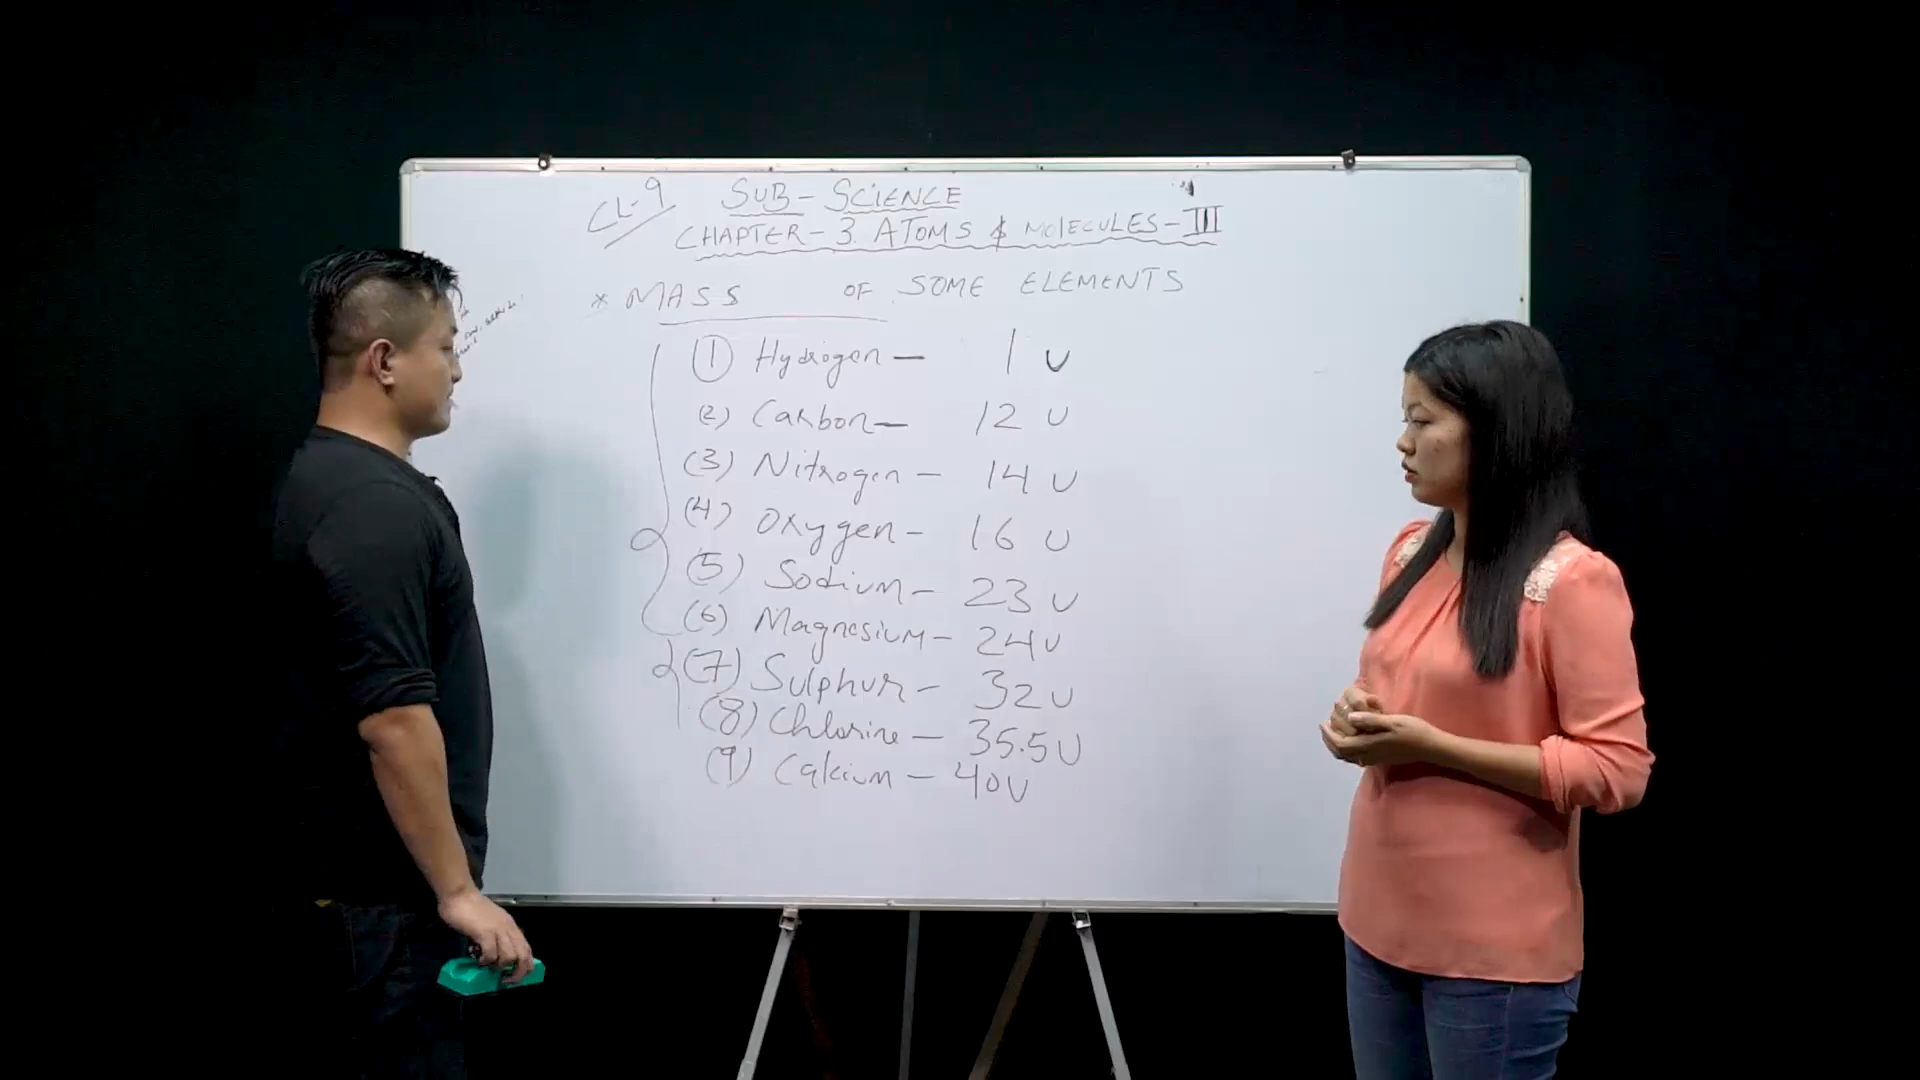 CL-9
SUB-SCIENCE
CHAPTER-3. ATOMS & MOLECULES-III
* MASS OF SOME ELEMENTS
(1) Hydrogen — 1 U
(2) Carbon — 12 U
(3) Nitrogen — 14 U
(4) Oxygen — 16 U
(5) Sodium — 23 U
(6) Magnesium — 24 U
(7) Sulphur — 32 U
(8) Chlorine — 35.5 U
(9) Calcium — 40 U